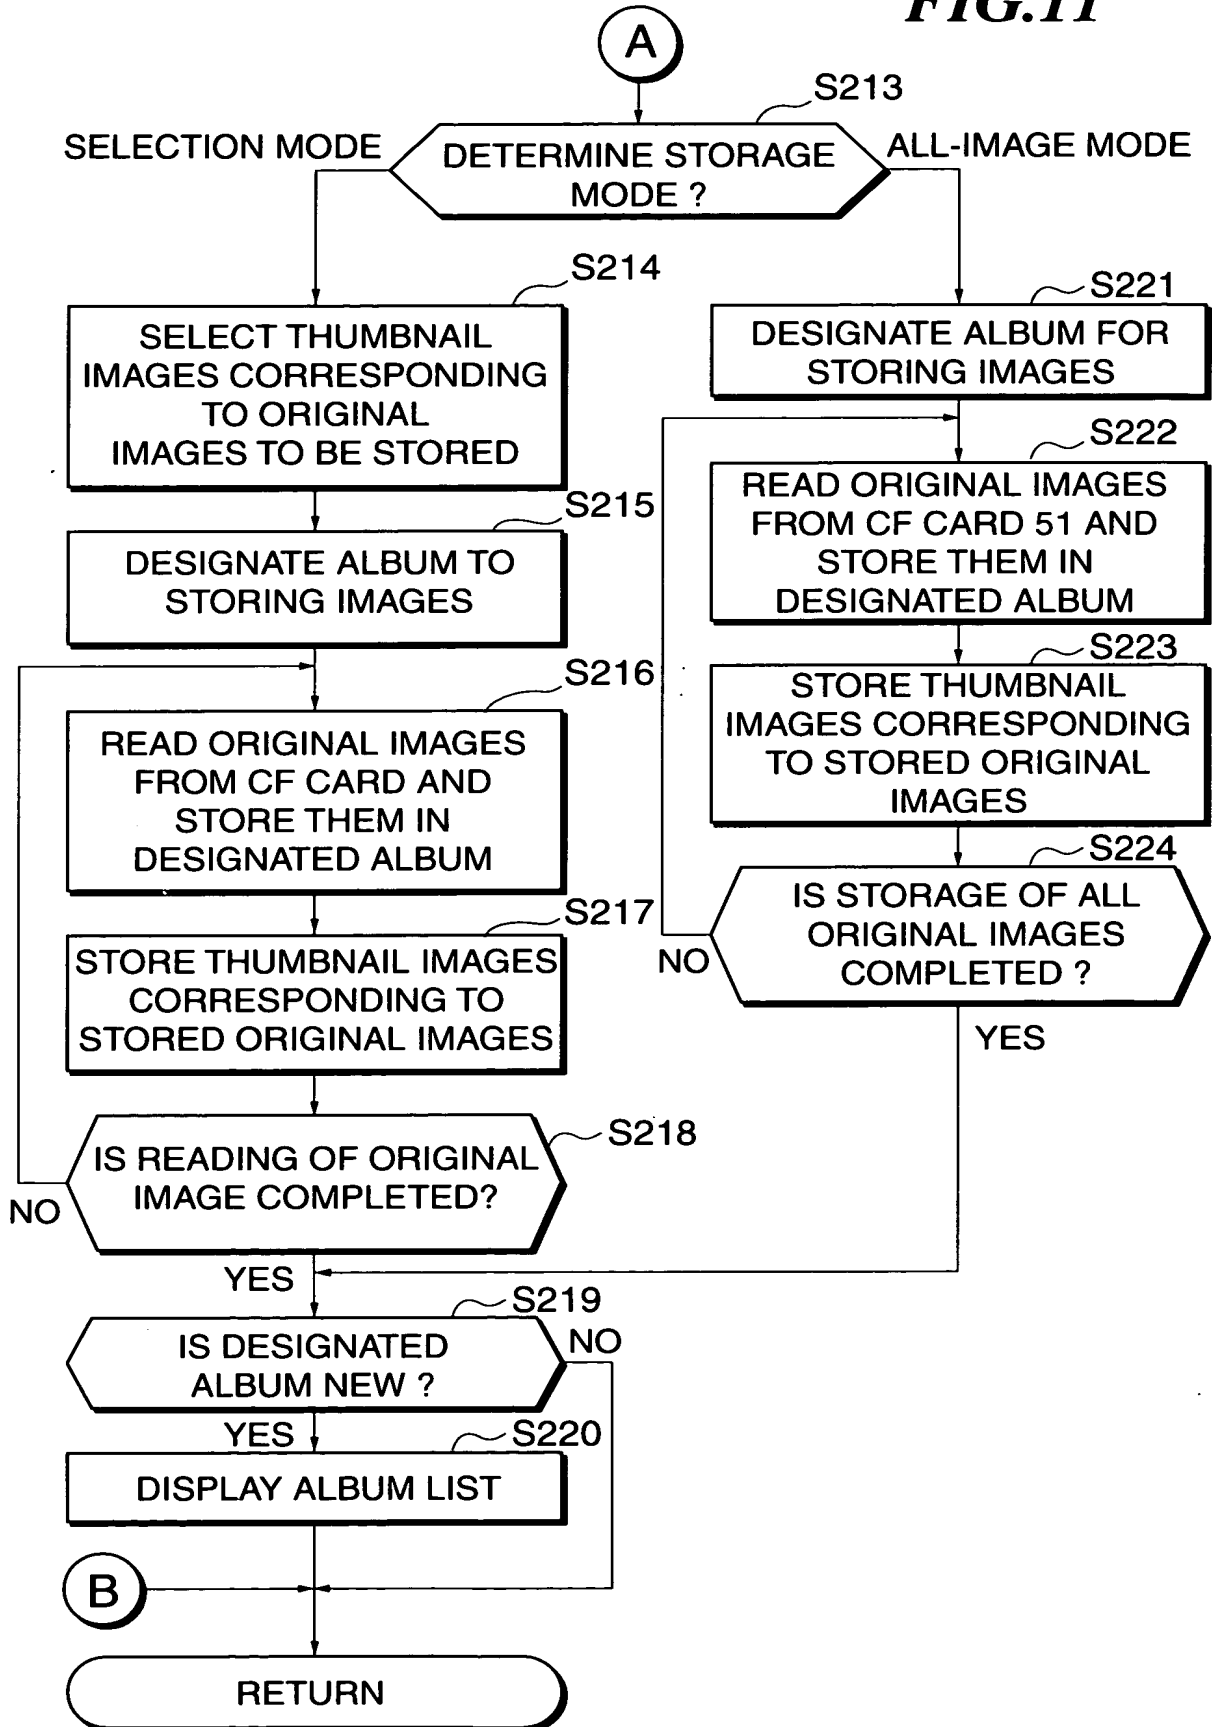 FIG.11
A
S213
SELECTION MODE
DETERMINE STORAGE
MODE ?
ALL-IMAGE MODE
S214
SELECT THUMBNAIL
IMAGES CORRESPONDING
TO ORIGINAL
IMAGES TO BE STORED
S215
DESIGNATE ALBUM TO
STORING IMAGES
S216
READ ORIGINAL IMAGES
FROM CF CARD AND
STORE THEM IN
DESIGNATED ALBUM
S217
STORE THUMBNAIL IMAGES
CORRESPONDING TO
STORED ORIGINAL IMAGES
S218
IS READING OF ORIGINAL
IMAGE COMPLETED?
NO
YES
S221
DESIGNATE ALBUM FOR
STORING IMAGES
S222
READ ORIGINAL IMAGES
FROM CF CARD 51 AND
STORE THEM IN
DESIGNATED ALBUM
S223
STORE THUMBNAIL
IMAGES CORRESPONDING
TO STORED ORIGINAL
IMAGES
S224
IS STORAGE OF ALL
ORIGINAL IMAGES
COMPLETED ?
NO
YES
S219
IS DESIGNATED
ALBUM NEW ?
NO
YES
S220
DISPLAY ALBUM LIST
B
RETURN